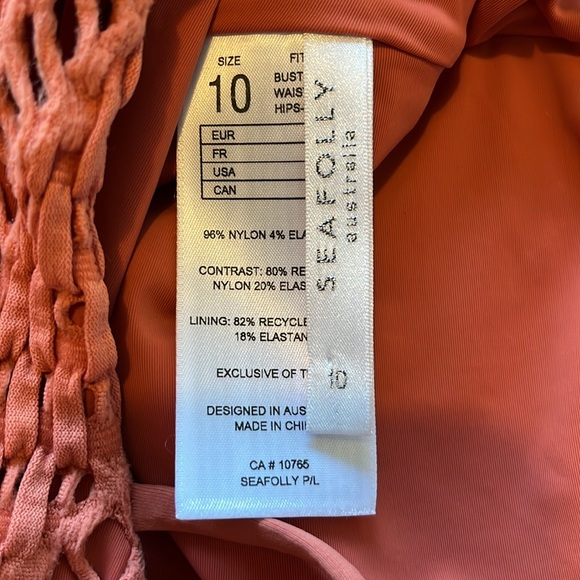 SIZE FIT
10 BUST
WAIS
HIPS-
EUR
FR
USA
CAN
96% NYLON 4% ELA
CONTRAST: 80% RE
NYLON 20% ELAS
LINING: 82% RECYCLE
18% ELASTAN
EXCLUSIVE OF T
DESIGNED IN AUS
MADE IN CHI
CA # 10765
SEAFOLLY P/L
SEAFOLLY
australia
10